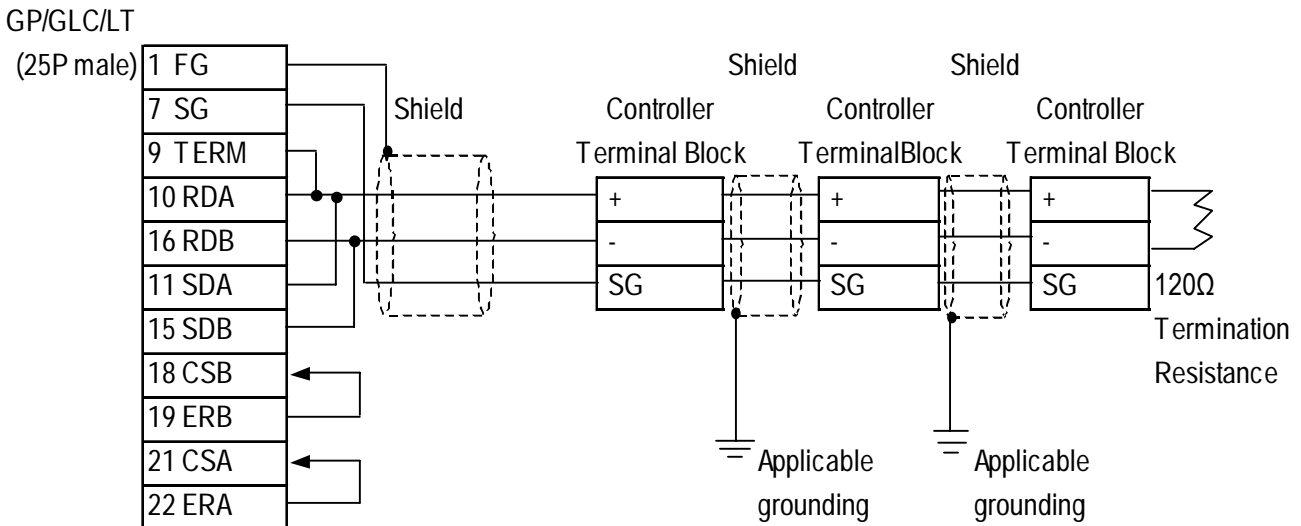 GP/GLC/LT
(25P male)
1 FG
7 SG
9 TERM
10 RDA
16 RDB
11 SDA
15 SDB
18 CSB
19 ERB
21 CSA
22 ERA
Shield
Shield
Shield
Controller
Terminal Block
+
-
SG
Controller
TerminalBlock
+
-
SG
Controller
Terminal Block
+
-
SG
120Ω
Termination
Resistance
Applicable
grounding
Applicable
grounding